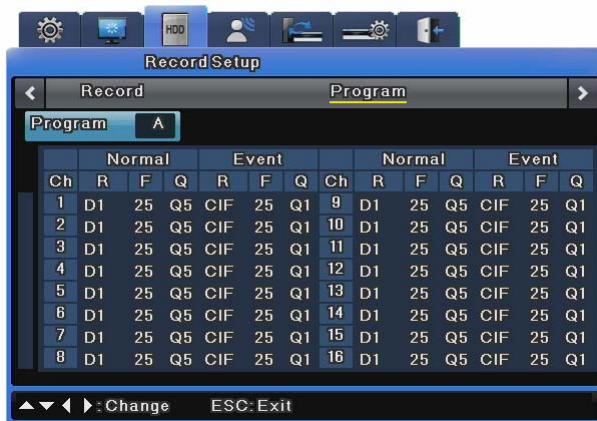 HDD
Record Setup
Record Program
Program A
Normal Event Normal Event
Ch R F Q R F Q Ch R F Q R F Q
1 D1 25 Q5 CIF 25 Q1 9 D1 25 Q5 CIF 25 Q1
2 D1 25 Q5 CIF 25 Q1 10 D1 25 Q5 CIF 25 Q1
3 D1 25 Q5 CIF 25 Q1 11 D1 25 Q5 CIF 25 Q1
4 D1 25 Q5 CIF 25 Q1 12 D1 25 Q5 CIF 25 Q1
5 D1 25 Q5 CIF 25 Q1 13 D1 25 Q5 CIF 25 Q1
6 D1 25 Q5 CIF 25 Q1 14 D1 25 Q5 CIF 25 Q1
7 D1 25 Q5 CIF 25 Q1 15 D1 25 Q5 CIF 25 Q1
8 D1 25 Q5 CIF 25 Q1 16 D1 25 Q5 CIF 25 Q1
:Change ESC:Exit